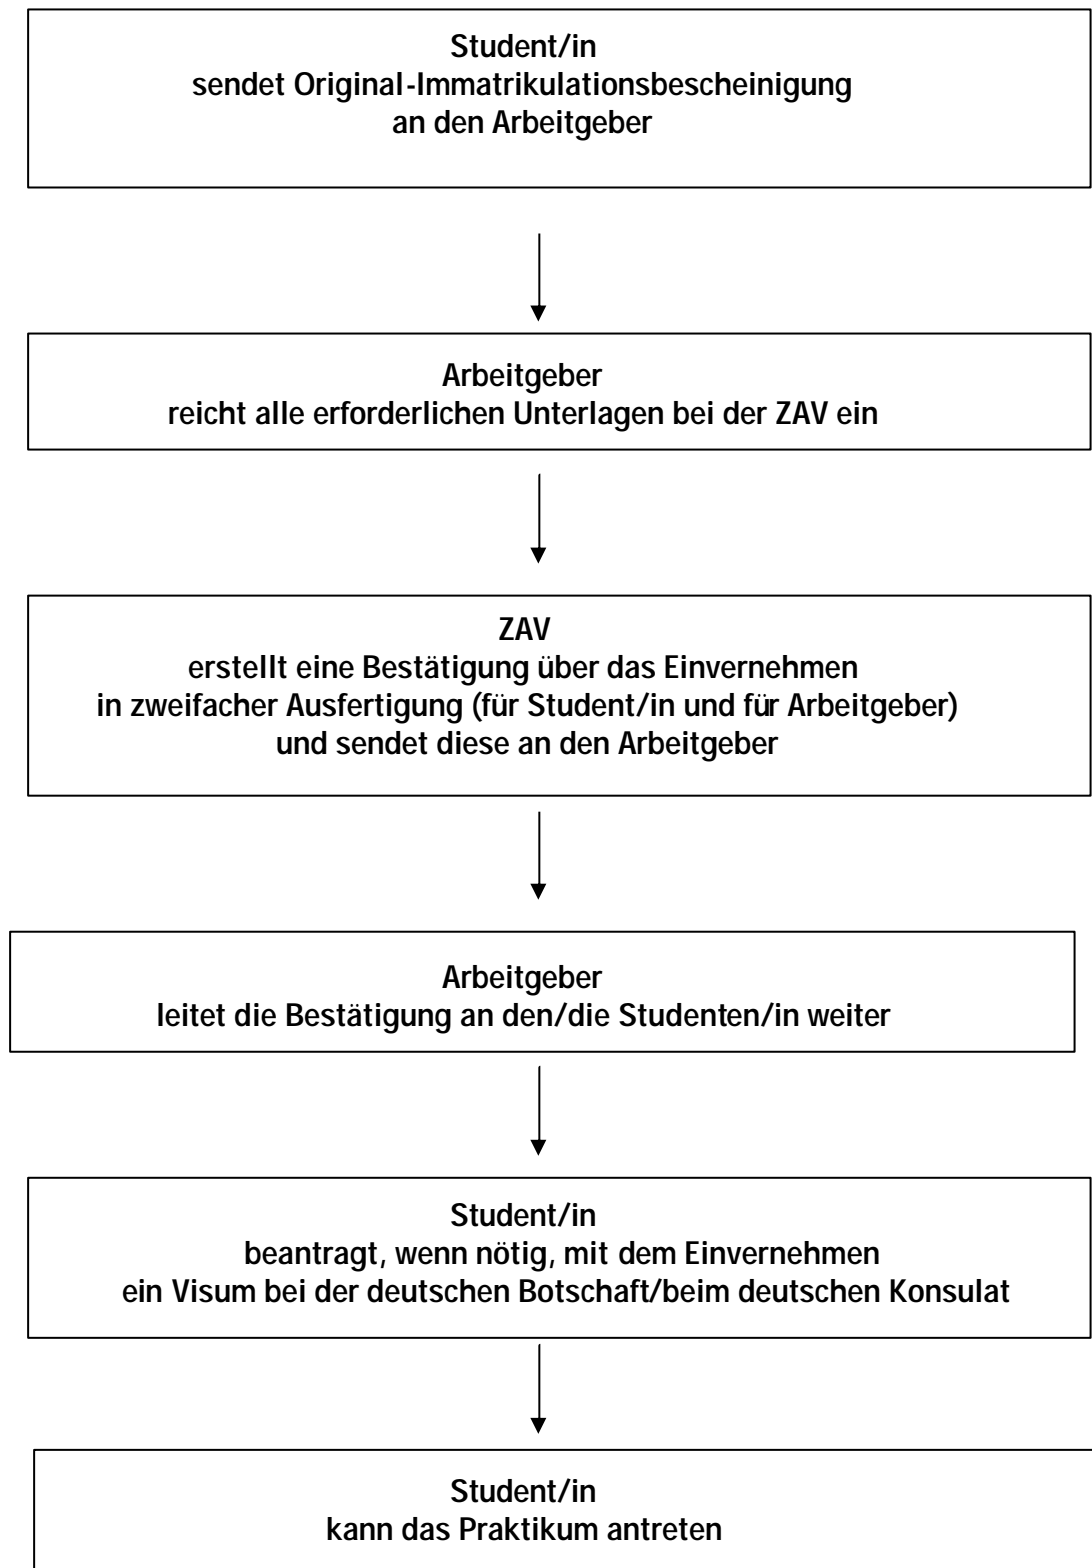 Student/in
sendet Original-Immatrikulationsbescheinigung
an den Arbeitgeber
Arbeitgeber
reicht alle erforderlichen Unterlagen bei der ZAV ein
ZAV
erstellt eine Bestätigung über das Einvernehmen
in zweifacher Ausfertigung (für Student/in und für Arbeitgeber)
und sendet diese an den Arbeitgeber
Arbeitgeber
leitet die Bestätigung an den/die Studenten/in weiter
Student/in
beantragt, wenn nötig, mit dem Einvernehmen
ein Visum bei der deutschen Botschaft/beim deutschen Konsulat
Student/in
kann das Praktikum antreten